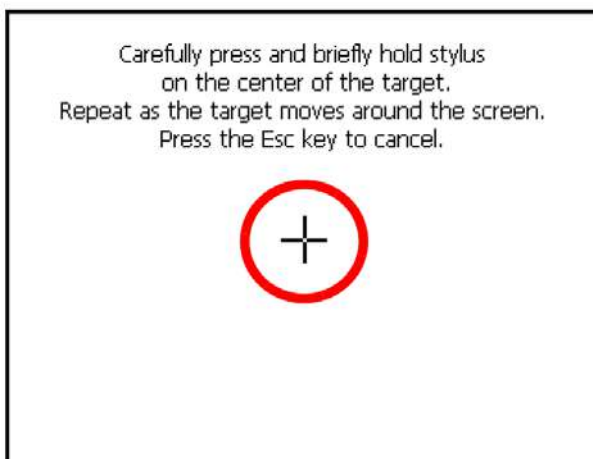 Carefully press and briefly hold stylus
on the center of the target.
Repeat as the target moves around the screen.
Press the Esc key to cancel.